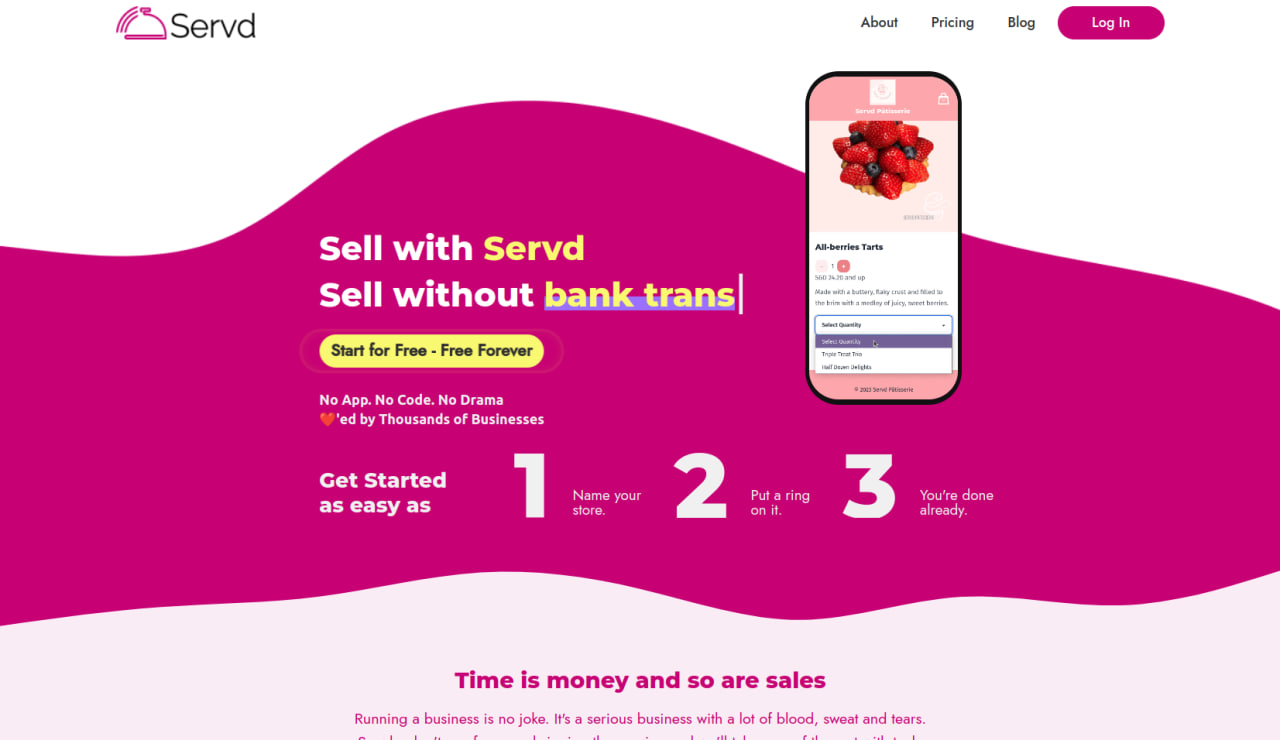 Servd
About
Pricing
Blog
Log In
Servd Pâtisserie
Sell with Servd
Sell without bank trans
Start for Free - Free Forever
No App. No Code. No Drama
❤️'ed by Thousands of Businesses
All-berries Tarts
- 1 +
SGD 24.20 and up
Made with a buttery, flaky crust and filled to
the brim with a medley of juicy, sweet berries.
Select Quantity
Select Quantity
Triple Treat Trio
Half Dozen Delights
© 2023 Servd Pâtisserie
Get Started
as easy as
1
Name your
store.
2
Put a ring
on it.
3
You're done
already.
Time is money and so are sales
Running a business is no joke. It's a serious business with a lot of blood, sweat and tears.